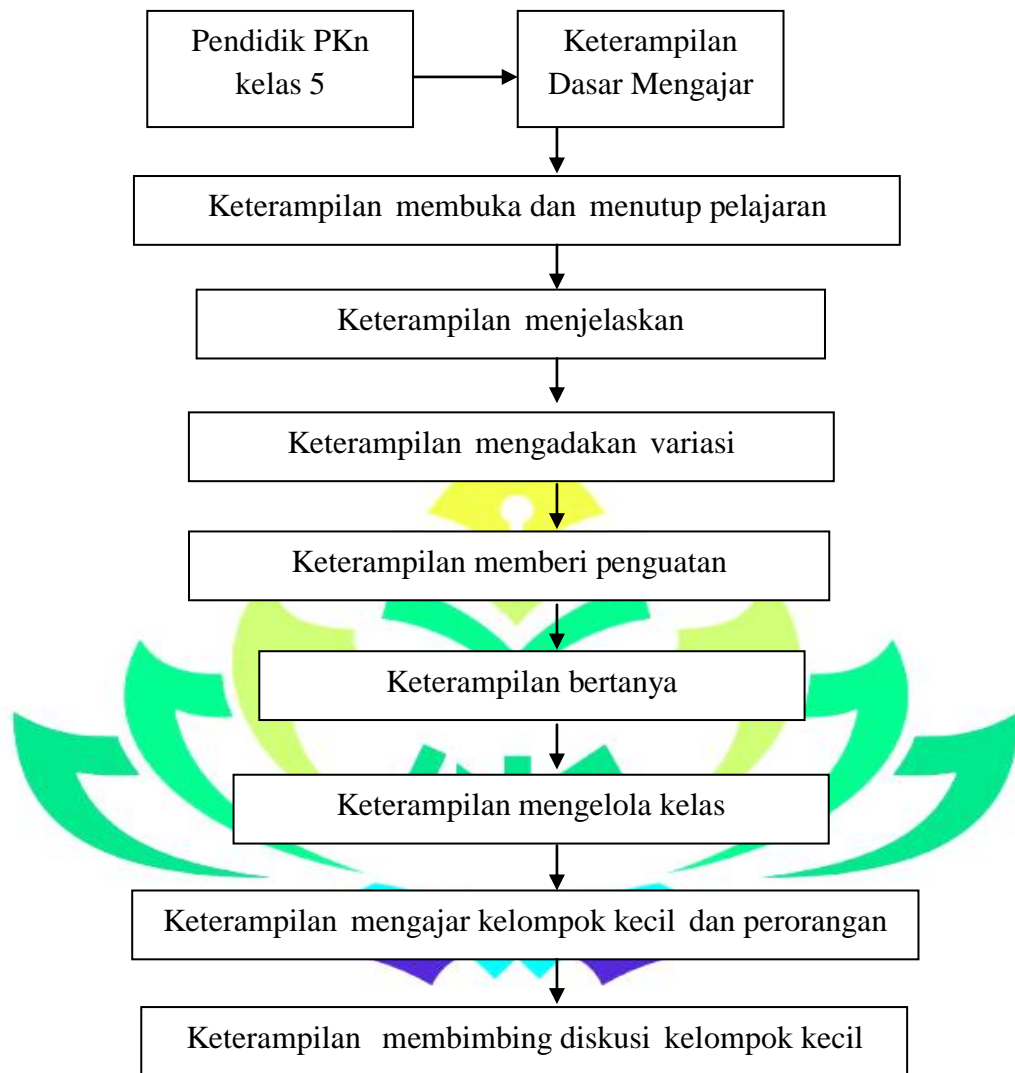 Pendidik PKn
kelas 5
Keterampilan
Dasar Mengajar
Keterampilan membuka dan menutup pelajaran
Keterampilan menjelaskan
Keterampilan mengadakan variasi
Keterampilan memberi penguatan
Keterampilan bertanya
Keterampilan mengelola kelas
Keterampilan mengajar kelompok kecil dan perorangan
Keterampilan membimbing diskusi kelompok kecil